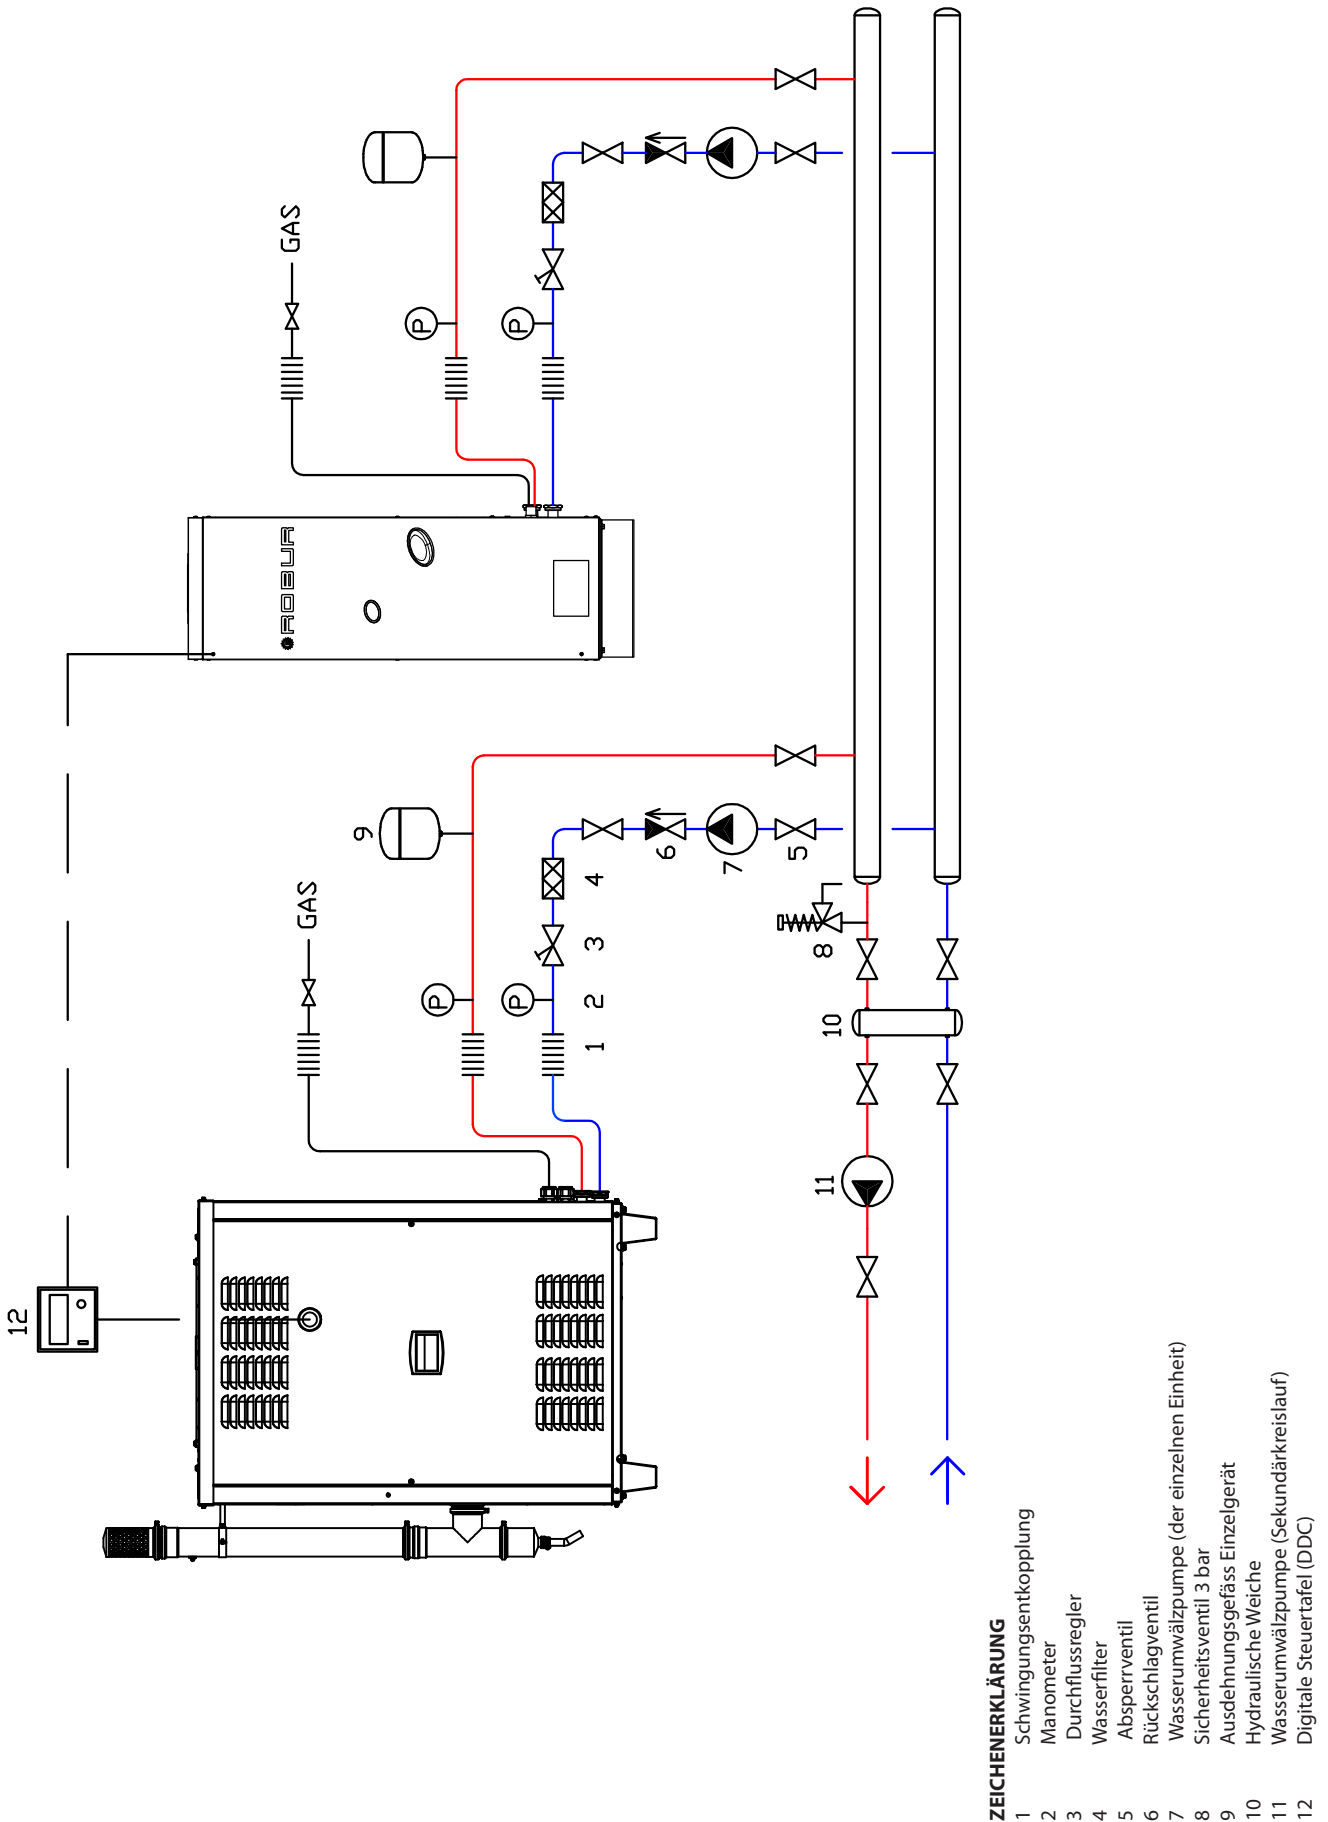 12
GAS
P
P
9
1
2
3
4
6
7
5
ROBUR
GAS
P
P
8
10
11
ZEICHENERKLÄRUNG
1 Schwingungsentkopplung
2 Manometer
3 Durchflussregler
4 Wasserfilter
5 Absperrventil
6 Rückschlagventil
7 Wasserumwälzpumpe (der einzelnen Einheit)
8 Sicherheitsventil 3 bar
9 Ausdehnungsgefäss Einzelgerät
10 Hydraulische Weiche
11 Wasserumwälzpumpe (Sekundärkreislauf)
12 Digitale Steuertafel (DDC)